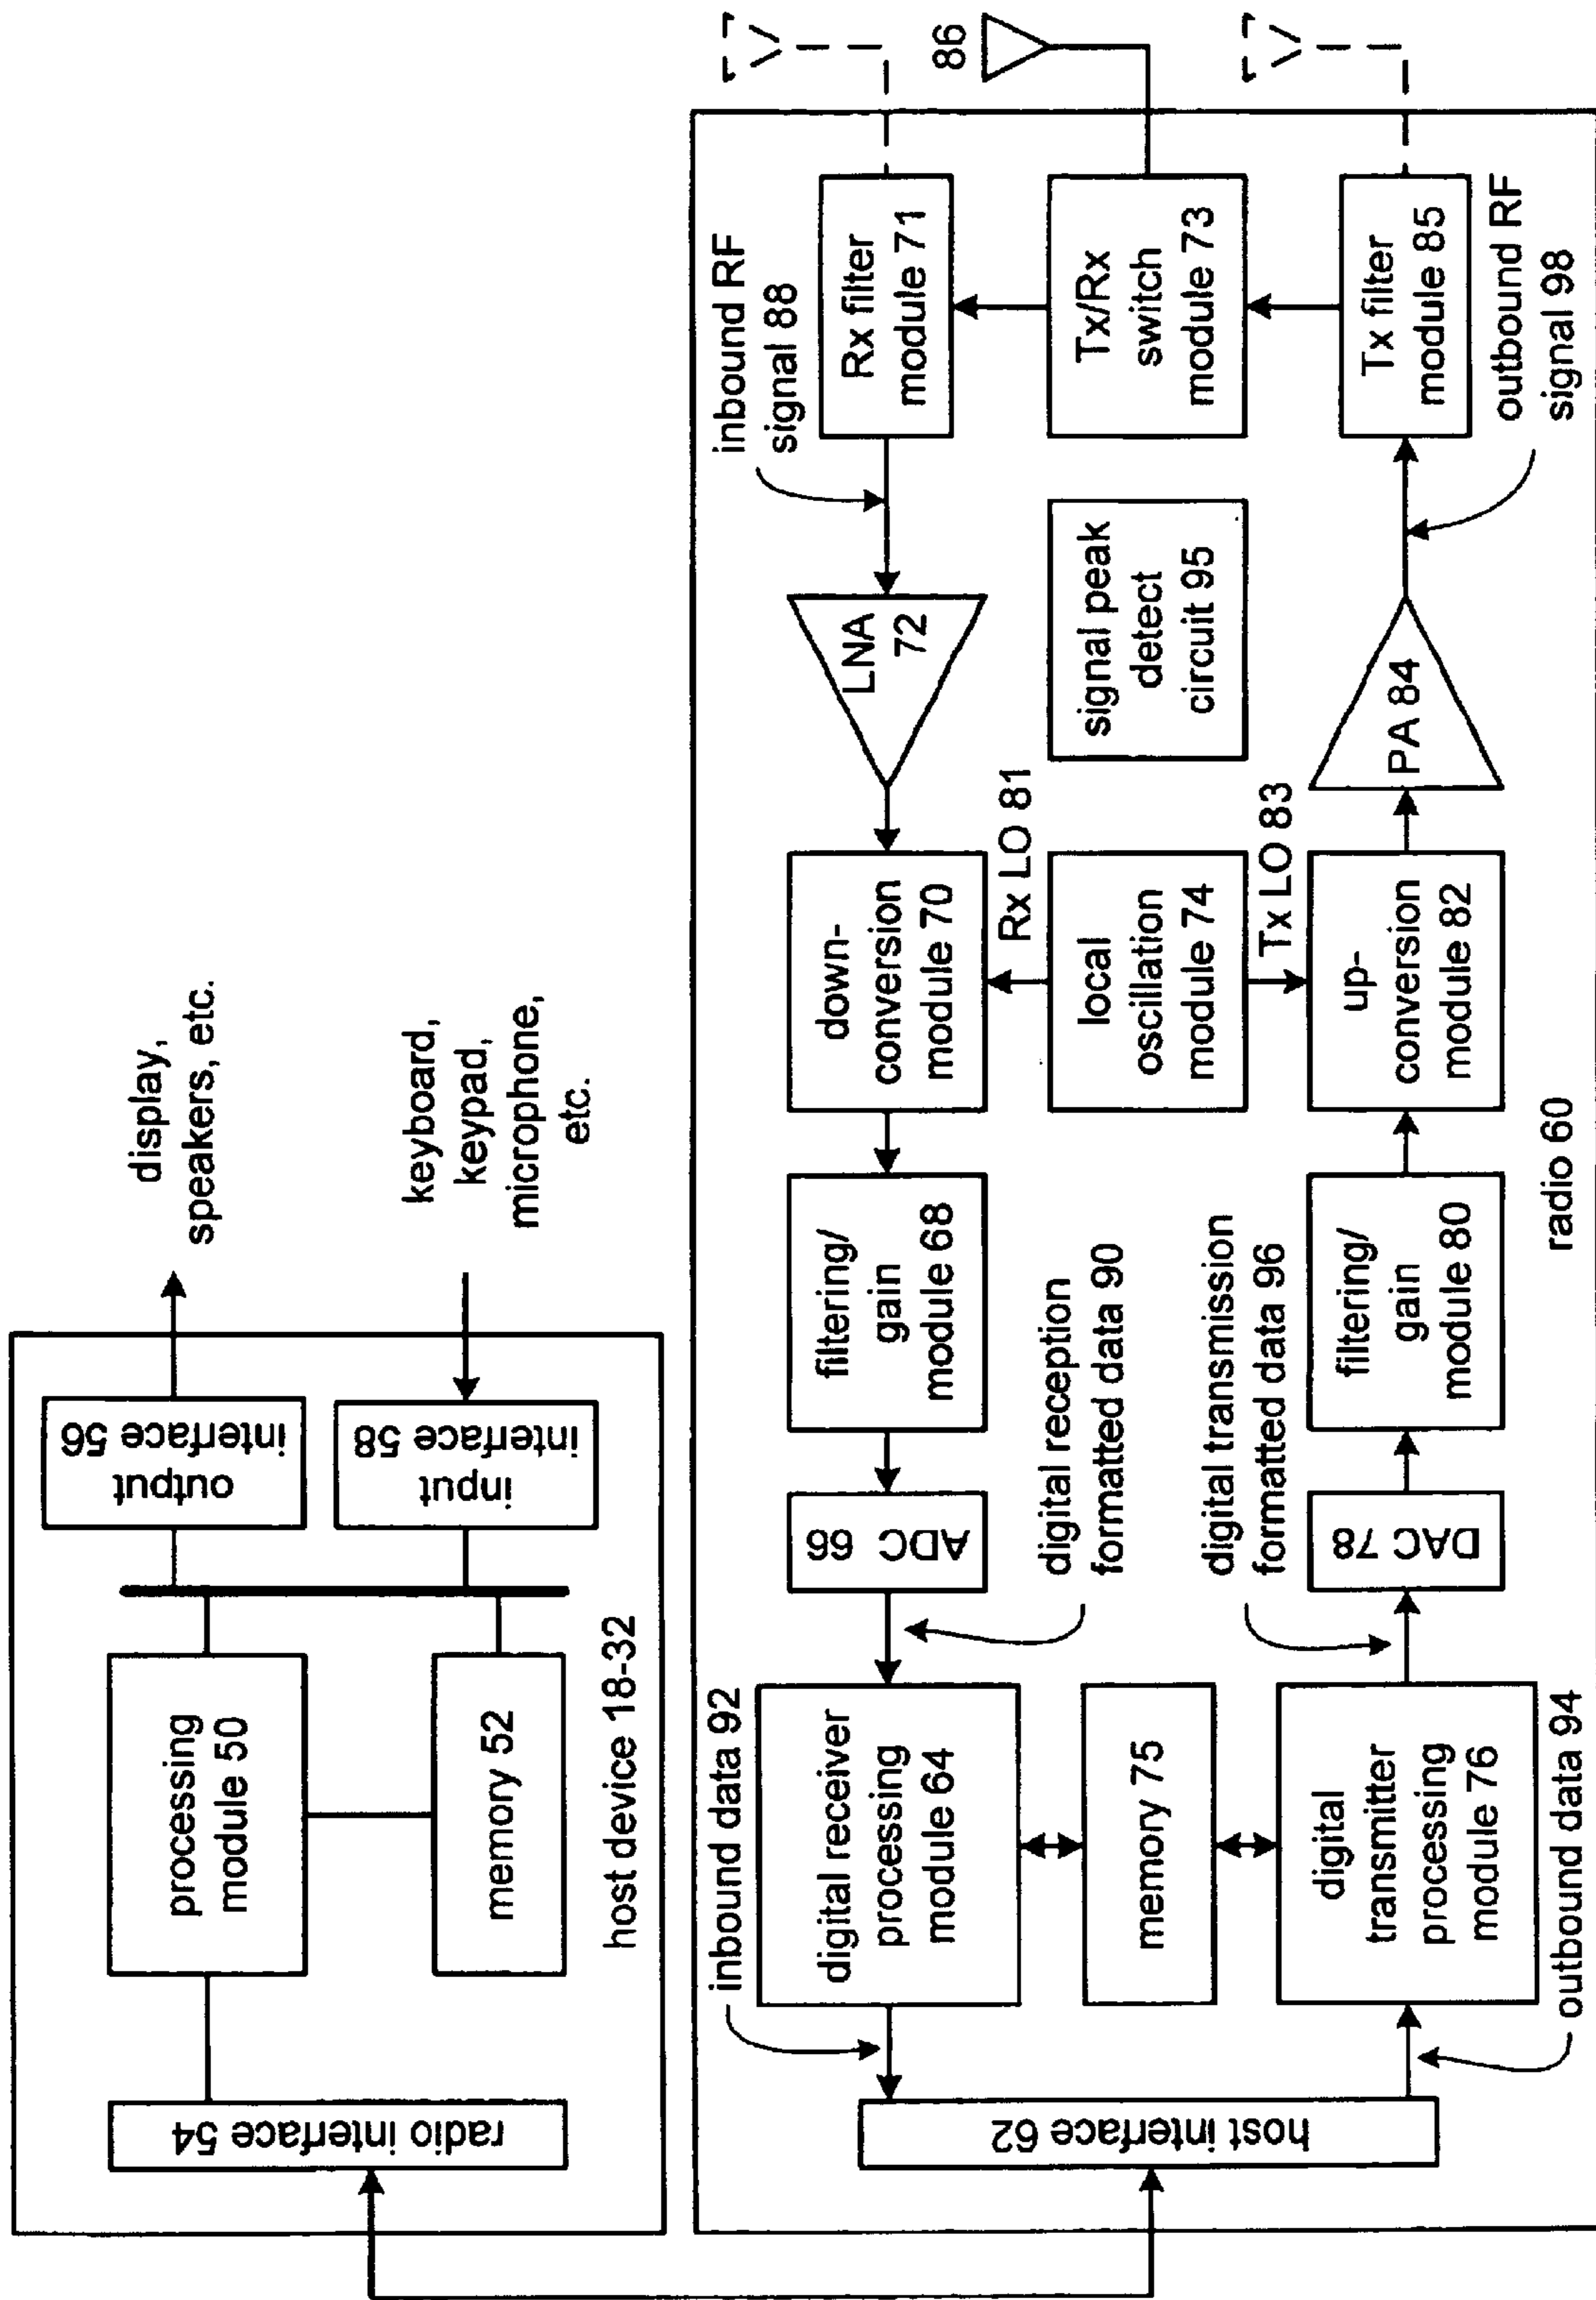 radio interface 54
processing
module 50
memory 52
output
interface 56
input
interface 58
display,
speakers, etc.
keyboard,
keypad,
microphone,
etc.
host device 18-32
host interface 62
inbound data 92
digital receiver
processing
module 64
memory 75
digital
transmitter
processing
module 76
outbound data 94
ADC 66
digital reception
formatted data 90
digital transmission
formatted data 96
DAC 78
filtering/
gain
module 68
filtering/
gain
module 80
down-
conversion
module 70
Rx LO 81
local
oscillation
module 74
Tx LO 83
up-
conversion
module 82
radio 60
LNA
72
signal peak
detect
circuit 95
PA 84
inbound RF
signal 88
Rx filter
module 71
Tx/Rx
switch
module 73
Tx filter
module 85
outbound RF
signal 98
86